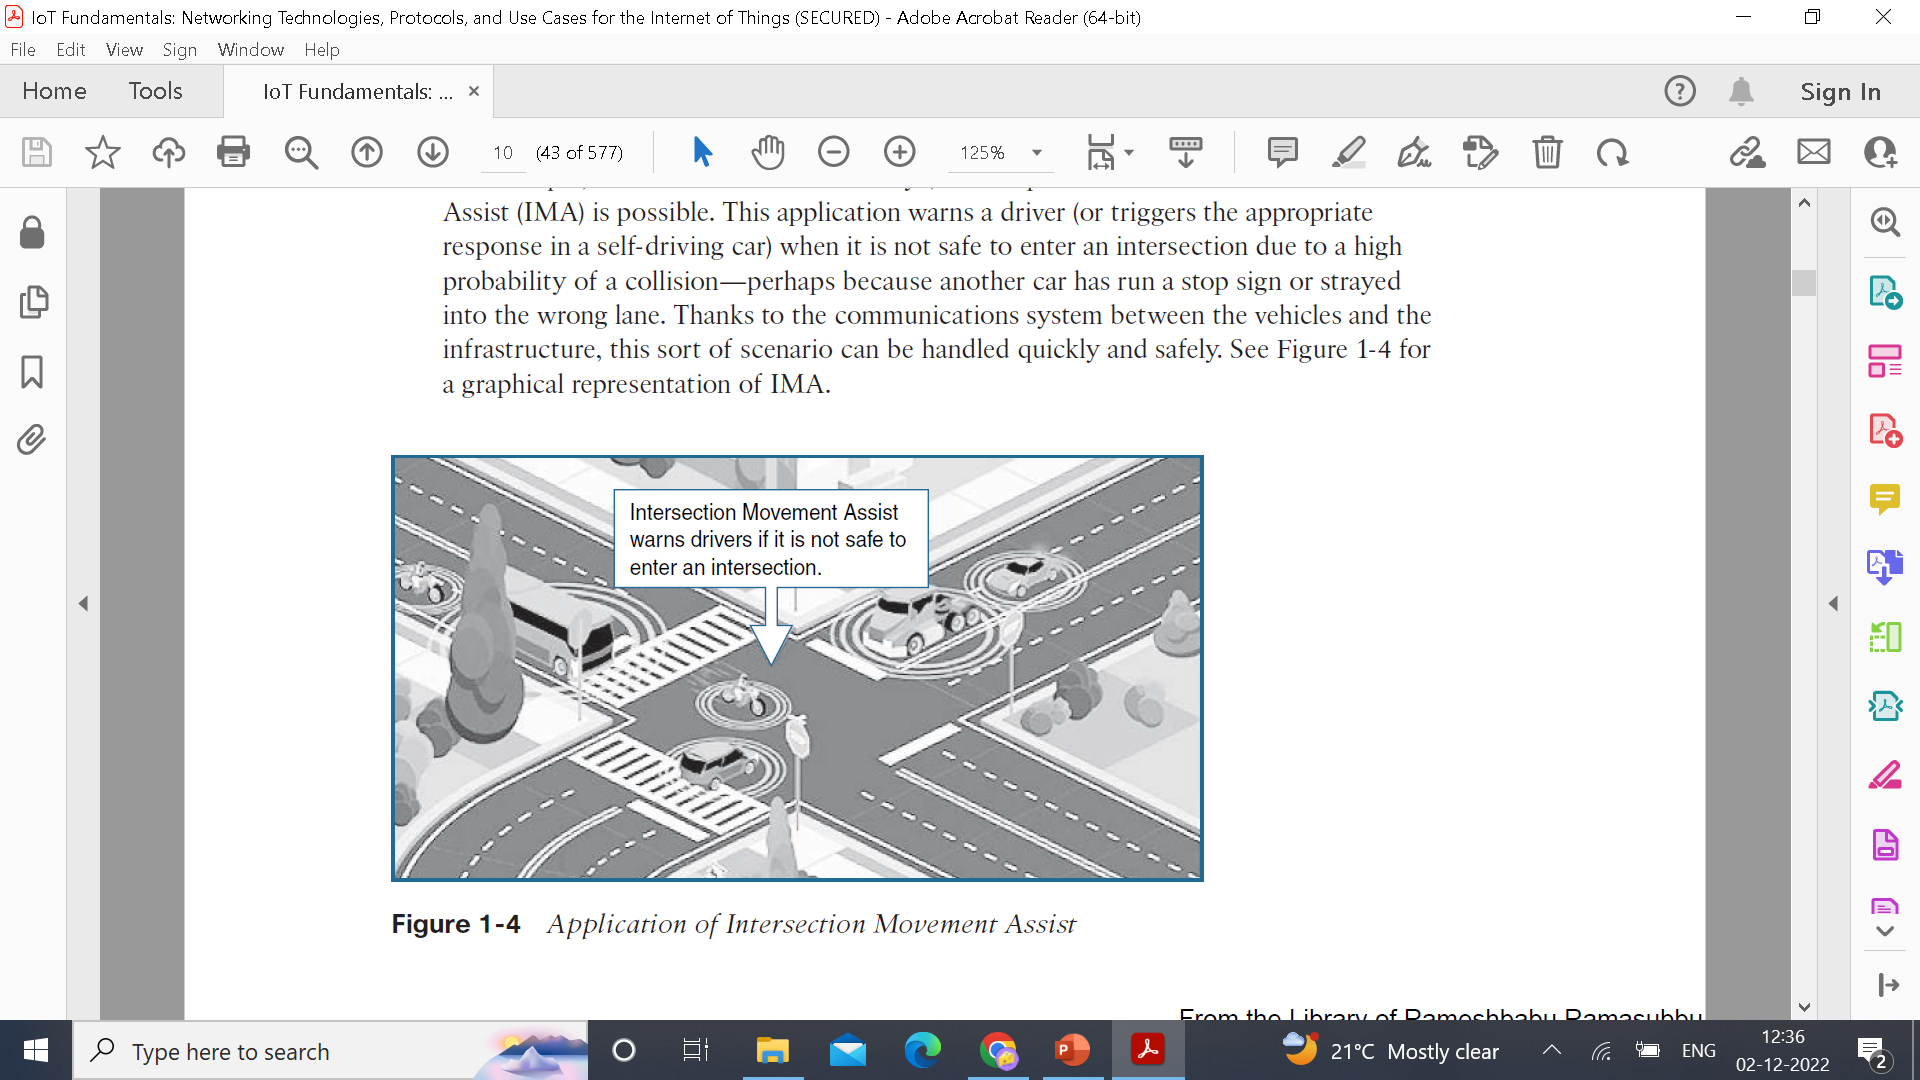 IoT Fundamentals: Networking Technologies, Protocols, and Use Cases for the Internet of Things (SECURED) - Adobe Acrobat Reader (64-bit)
File Edit View Sign Window Help
Home Tools IoT Fundamentals: ... × Sign In
10 (43 of 577) 125%
Assist (IMA) is possible. This application warns a driver (or triggers the appropriate
response in a self-driving car) when it is not safe to enter an intersection due to a high
probability of a collision—perhaps because another car has run a stop sign or strayed
into the wrong lane. Thanks to the communications system between the vehicles and the
infrastructure, this sort of scenario can be handled quickly and safely. See Figure 1-4 for
a graphical representation of IMA.
Intersection Movement Assist
warns drivers if it is not safe to
enter an intersection.
Figure 1-4 Application of Intersection Movement Assist
From the Library of Rameshbabu Ramasubbu
Type here to search
21°C Mostly clear
ENG
12:36
02-12-2022
2